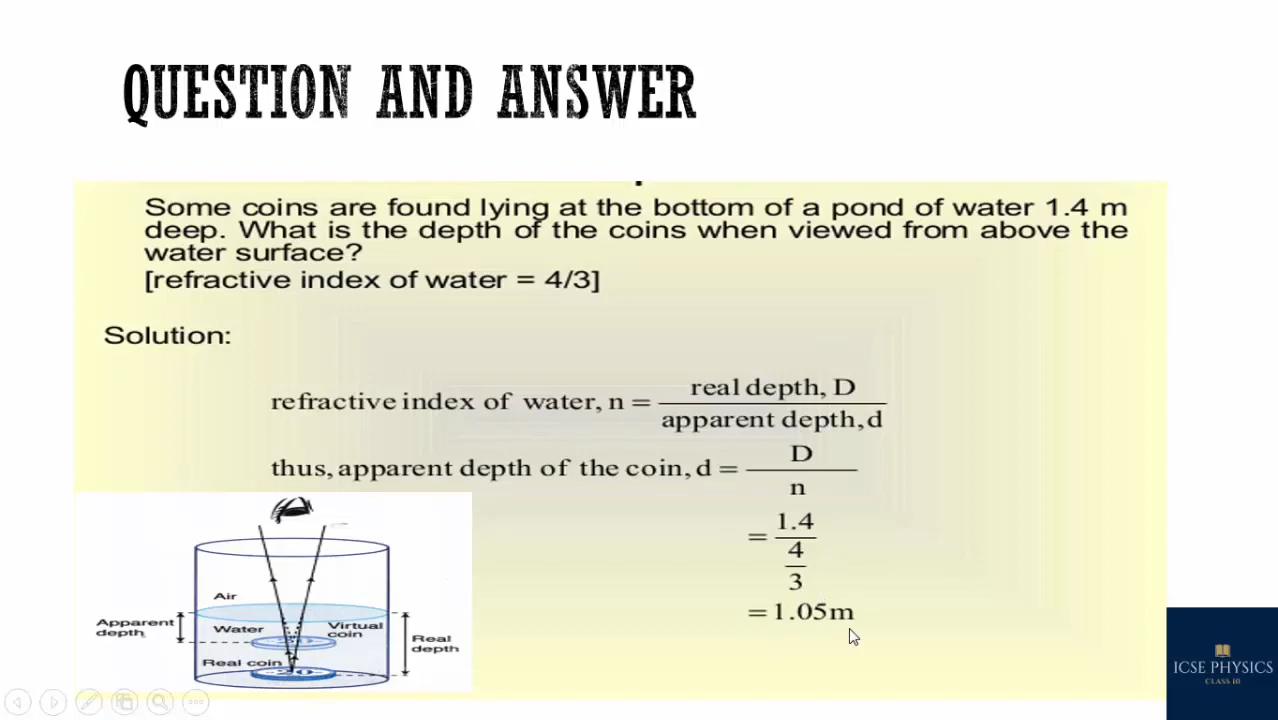 QUESTION AND ANSWER
Some coins are found lying at the bottom of a pond of water 1.4 m
deep. What is the depth of the coins when viewed from above the
water surface?
[refractive index of water = 4/3]
Solution:
refractive index of water, n = real depth, D / apparent depth, d
thus, apparent depth of the coin, d = D / n
= 1.4 / 4/3
= 1.05m
Air
Apparent
depth
Water
Virtual
coin
Real
depth
Real coin
20
ICSE PHYSICS
CLASS 10